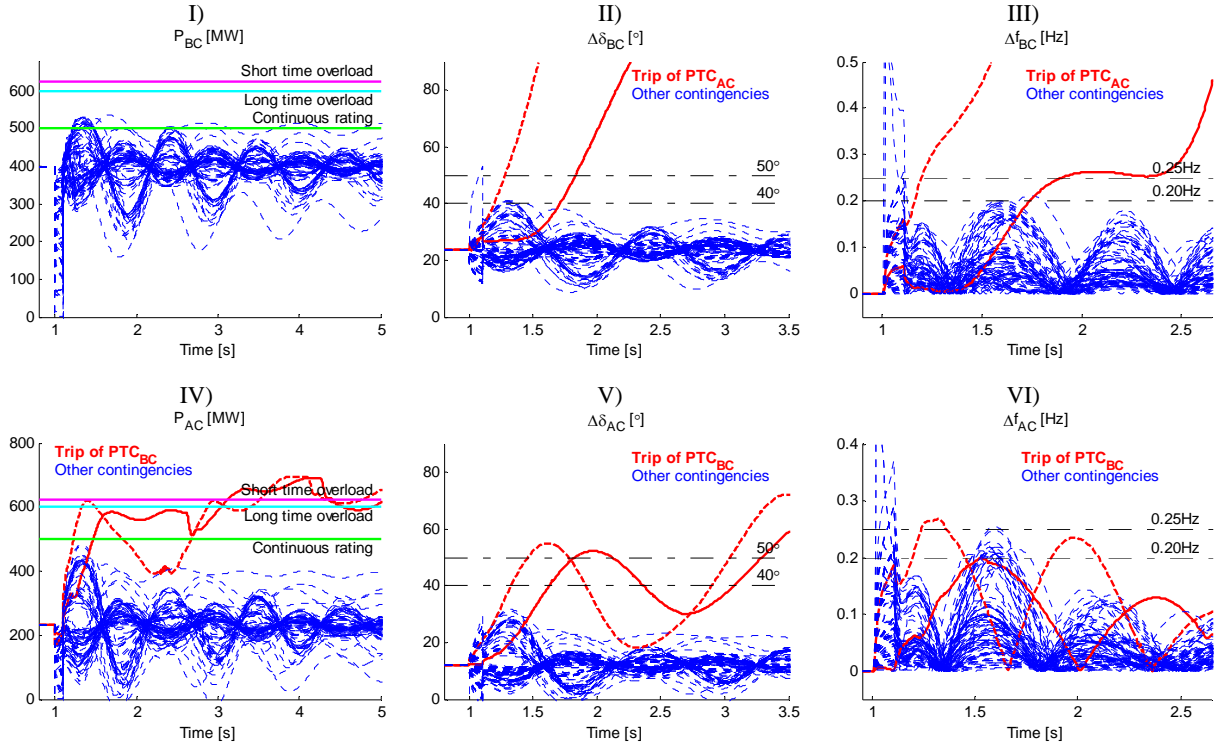 I)
P_BC [MW]
Short time overload
600
Long time overload
Continuous rating
500
400
300
200
100
0
1 2 3 4 5
Time [s]
II)
Δδ_BC [°]
Trip of PTC_AC
Other contingencies
80
60
50°
40°
40
20
0
1 1.5 2 2.5 3 3.5
Time [s]
III)
Δf_BC [Hz]
0.5
Trip of PTC_AC
Other contingencies
0.4
0.3
0.25Hz
0.20Hz
0.2
0.1
0
1 1.5 2 2.5
Time [s]
IV)
P_AC [MW]
800
Trip of PTC_BC
Other contingencies
Short time overload
600
Long time overload
Continuous rating
400
200
0
1 2 3 4 5
Time [s]
V)
Δδ_AC [°]
Trip of PTC_BC
Other contingencies
80
60
50°
40°
40
20
0
1 1.5 2 2.5 3 3.5
Time [s]
VI)
Δf_AC [Hz]
0.4
Trip of PTC_BC
Other contingencies
0.3
0.25Hz
0.20Hz
0.2
0.1
0
1 1.5 2 2.5
Time [s]